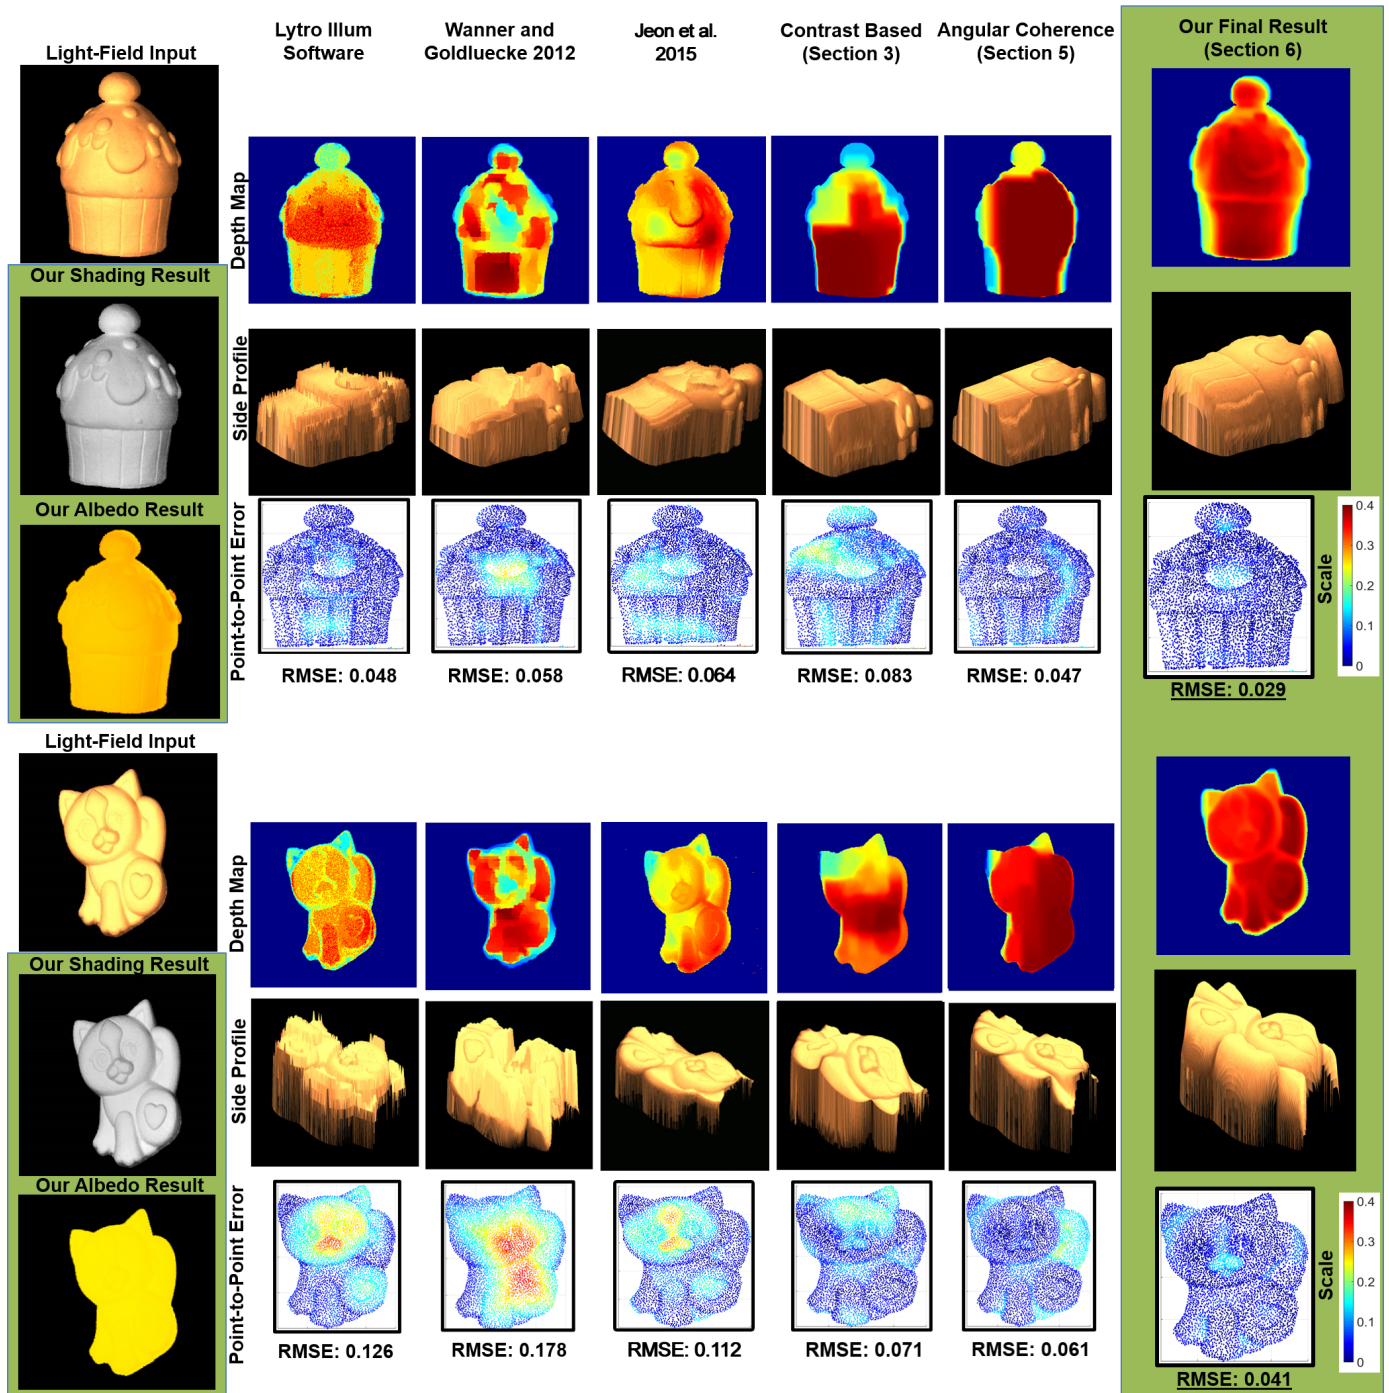 Light-Field Input
Lytro Illum
Software
Wanner and
Goldluecke 2012
Jeon et al.
2015
Contrast Based
(Section 3)
Angular Coherence
(Section 5)
Our Final Result
(Section 6)
Depth Map
Our Shading Result
Side Profile
Our Albedo Result
Point-to-Point Error
RMSE: 0.048
RMSE: 0.058
RMSE: 0.064
RMSE: 0.083
RMSE: 0.047
RMSE: 0.029
0.4
0.3
0.2
0.1
0
Scale
Light-Field Input
Depth Map
Our Shading Result
Side Profile
Our Albedo Result
Point-to-Point Error
RMSE: 0.126
RMSE: 0.178
RMSE: 0.112
RMSE: 0.071
RMSE: 0.061
RMSE: 0.041
0.4
0.3
0.2
0.1
0
Scale